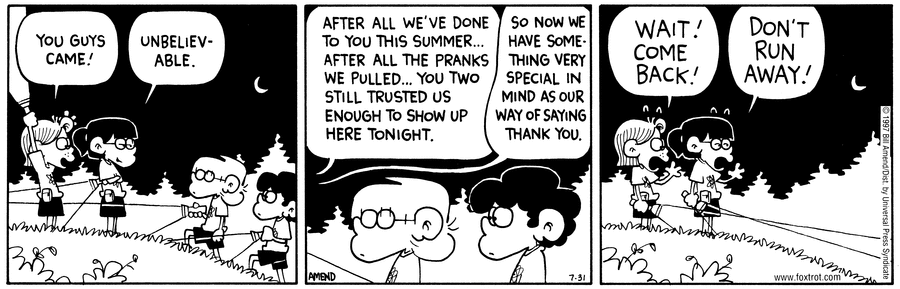 YOU GUYS
CAME!
UNBELIEV-
ABLE.
AFTER ALL WE'VE DONE
TO YOU THIS SUMMER...
AFTER ALL THE PRANKS
WE PULLED... YOU TWO
STILL TRUSTED US
ENOUGH TO SHOW UP
HERE TONIGHT.
SO NOW WE
HAVE SOME-
THING VERY
SPECIAL IN
MIND AS OUR
WAY OF SAYING
THANK YOU.
AMEND
7-31
WAIT!
COME
BACK!
DON'T
RUN
AWAY!
www.foxtrot.com
© 1997 Bill Amend/Dist. by Universal Press Syndicate